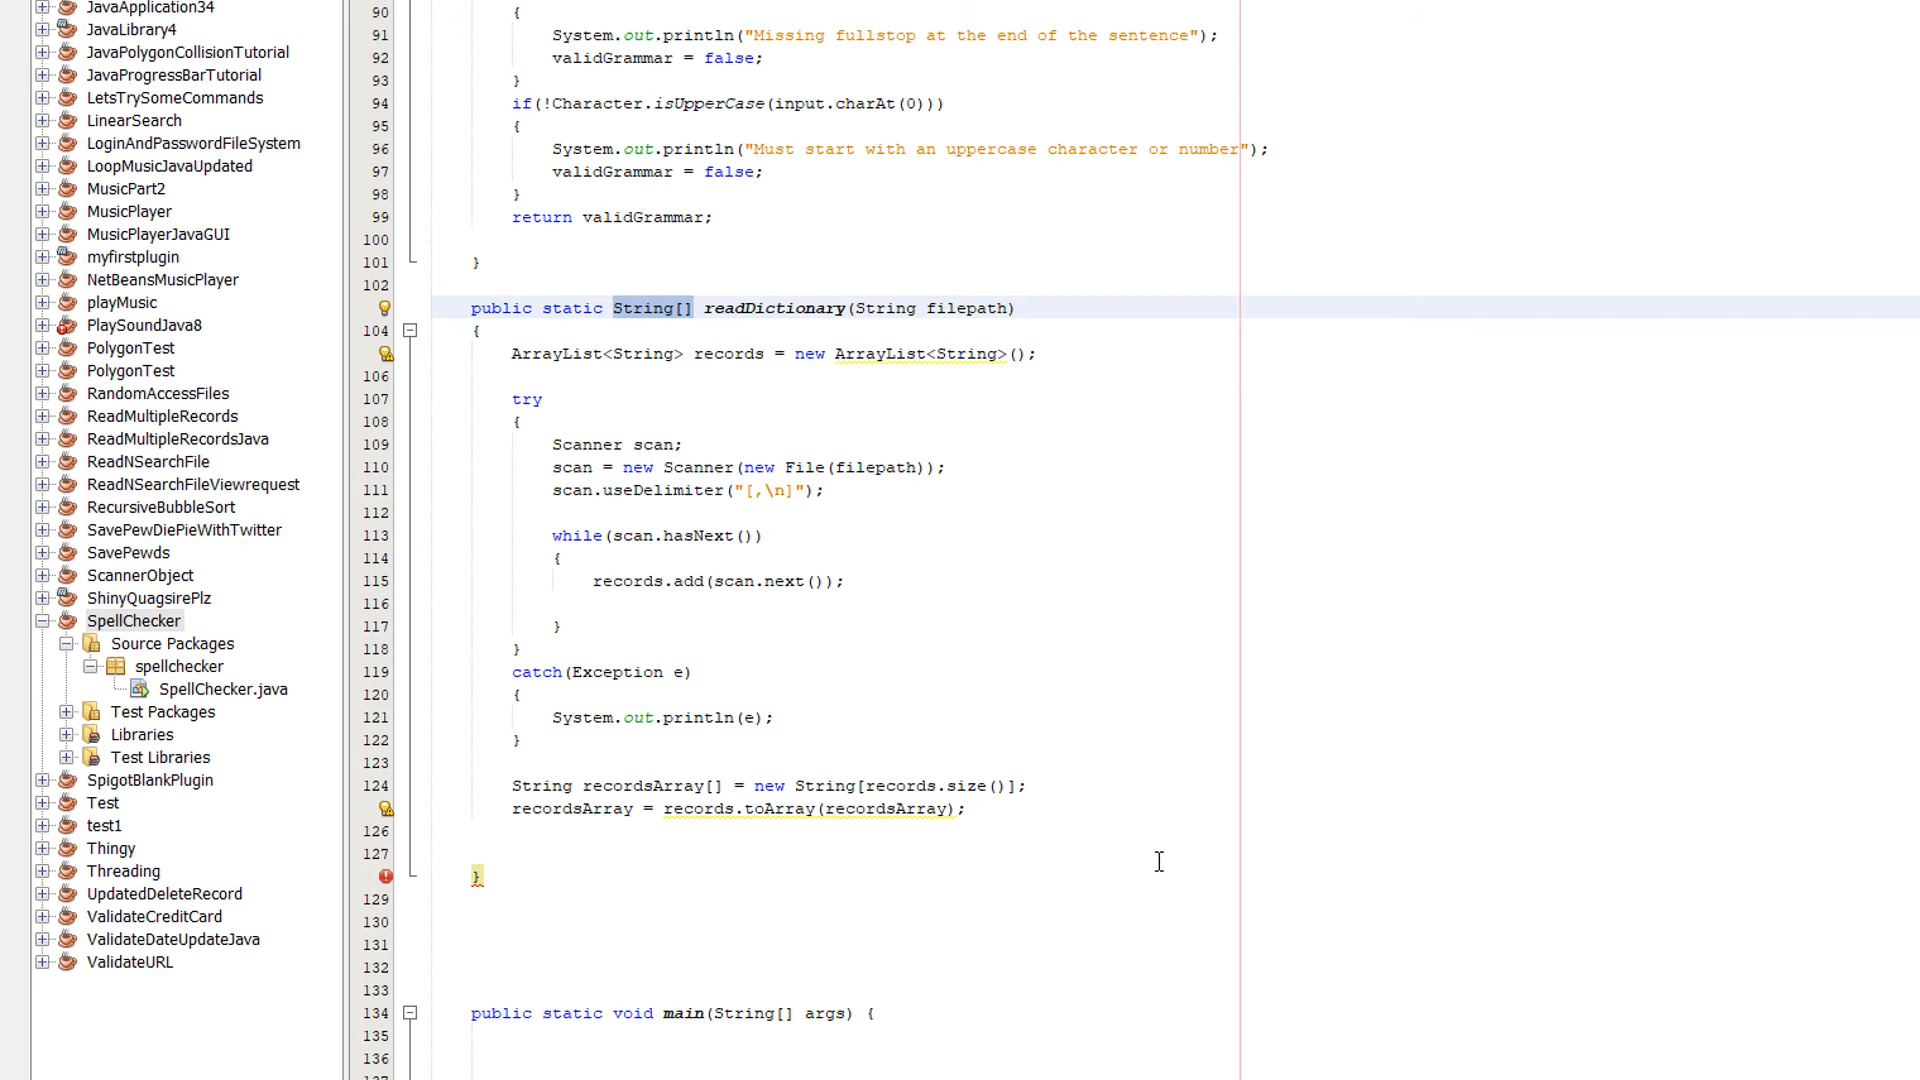 JavaApplication34
JavaLibrary4
JavaPolygonCollisionTutorial
JavaProgressBarTutorial
LetsTrySomeCommands
LinearSearch
LoginAndPasswordFileSystem
LoopMusicJavaUpdated
MusicPart2
MusicPlayer
MusicPlayerJavaGUI
myfirstplugin
NetBeansMusicPlayer
playMusic
PlaySoundJava8
PolygonTest
PolygonTest
RandomAccessFiles
ReadMultipleRecords
ReadMultipleRecordsJava
ReadNSearchFile
ReadNSearchFileViewrequest
RecursiveBubbleSort
SavePewDiePieWithTwitter
SavePewds
ScannerObject
ShinyQuagsirePlz
SpellChecker
Source Packages
spellchecker
SpellChecker.java
Test Packages
Libraries
Test Libraries
SpigotBlankPlugin
Test
test1
Thingy
Threading
UpdatedDeleteRecord
ValidateCreditCard
ValidateDateUpdateJava
ValidateURL
90 {
91 System.out.println("Missing fullstop at the end of the sentence");
92 validGrammar = false;
93 }
94 if(!Character.isUpperCase(input.charAt(0)))
95 {
96 System.out.println("Must start with an uppercase character or number");
97 validGrammar = false;
98 }
99 return validGrammar;
100
101 }
102
public static String[] readDictionary(String filepath)
104 {
ArrayList<String> records = new ArrayList<String>();
106
107 try
108 {
109 Scanner scan;
110 scan = new Scanner(new File(filepath));
111 scan.useDelimiter("[,\n]");
112
113 while(scan.hasNext())
114 {
115 records.add(scan.next());
116
117 }
118 }
119 catch(Exception e)
120 {
121 System.out.println(e);
122 }
123
124 String recordsArray[] = new String[records.size()];
recordsArray = records.toArray(recordsArray);
126
127
}
129
130
131
132
133
134 public static void main(String[] args) {
135
136